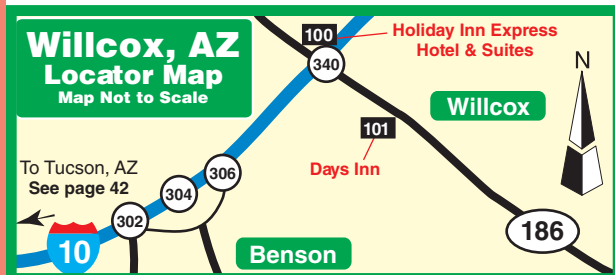 Willcox, AZ
Locator Map
Map Not to Scale
100
Holiday Inn Express
Hotel & Suites
340
N
Willcox
101
Days Inn
To Tucson, AZ
See page 42
306
304
302
10
Benson
186